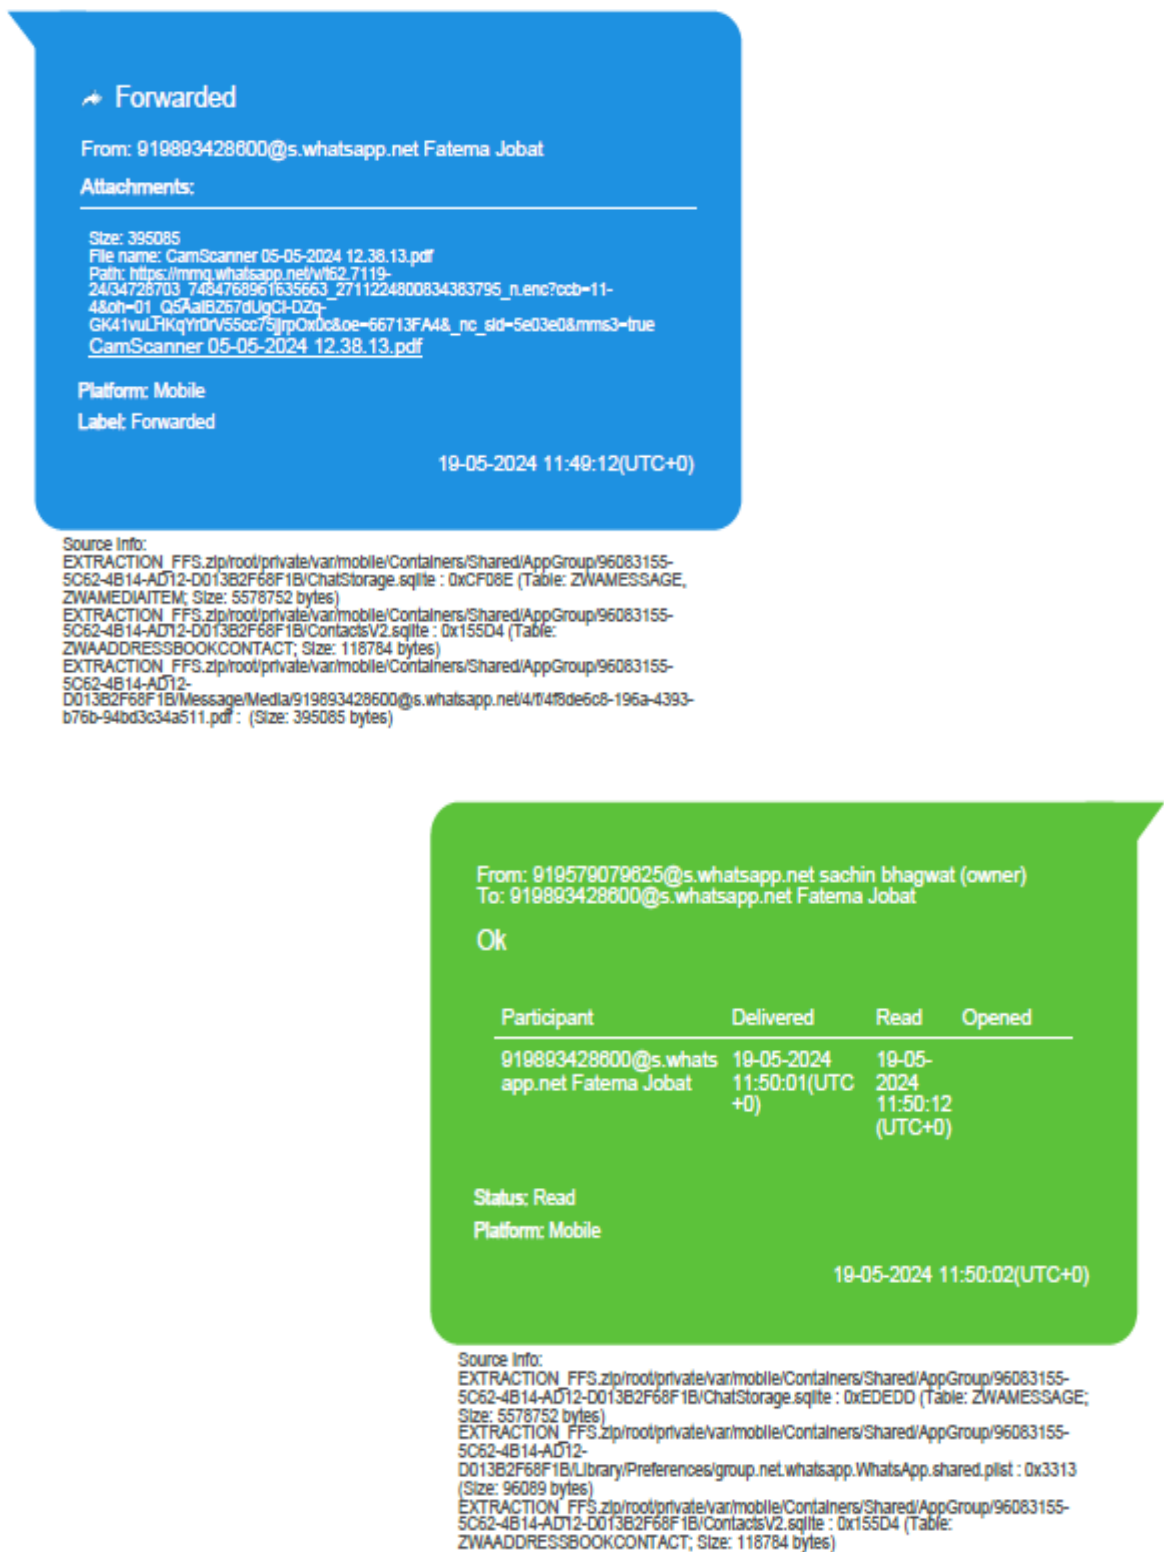 Forwarded
From: 919893428600@s.whatsapp.net Fatema Jobat
Attachments:
Size: 395085
File name: CamScanner 05-05-2024 12.38.13.pdf
Path: https://mmg.whatsapp.net/v/t62.7119-
24/34728703_7484768961635663_2711224800834383795_n.enc?ccb=11-
4&oh=01_Q5AaIBZ67dUgCl-DZq-
GK41vuLHKqYr0rV55cc75jjrpOx0c&oe=66713FA4&_nc_sid=5e03e0&mms3=true
CamScanner 05-05-2024 12.38.13.pdf
Platform: Mobile
Label: Forwarded
19-05-2024 11:49:12(UTC+0)
Source Info:
EXTRACTION_FFS.zip/root/private/var/mobile/Containers/Shared/AppGroup/96083155-
5C62-4B14-AD12-D013B2F68F1B/ChatStorage.sqlite : 0xCF08E (Table: ZWAMESSAGE,
ZWAMEDIAITEM; Size: 5578752 bytes)
EXTRACTION_FFS.zip/root/private/var/mobile/Containers/Shared/AppGroup/96083155-
5C62-4B14-AD12-D013B2F68F1B/ContactsV2.sqlite : 0x155D4 (Table:
ZWAADDRESSBOOKCONTACT; Size: 118784 bytes)
EXTRACTION_FFS.zip/root/private/var/mobile/Containers/Shared/AppGroup/96083155-
5C62-4B14-AD12-
D013B2F68F1B/Message/Media/919893428600@s.whatsapp.net/4/f/4f8de6c8-196a-4393-
b76b-94bd3c34a511.pdf : (Size: 395085 bytes)
From: 919579079625@s.whatsapp.net sachin bhagwat (owner)
To: 919893428600@s.whatsapp.net Fatema Jobat
Ok
Participant Delivered Read Opened
919893428600@s.whats 19-05-2024 19-05-
app.net Fatema Jobat 11:50:01(UTC 2024
+0) 11:50:12
(UTC+0)
Status: Read
Platform: Mobile
19-05-2024 11:50:02(UTC+0)
Source Info:
EXTRACTION_FFS.zip/root/private/var/mobile/Containers/Shared/AppGroup/96083155-
5C62-4B14-AD12-D013B2F68F1B/ChatStorage.sqlite : 0xEDEDD (Table: ZWAMESSAGE;
Size: 5578752 bytes)
EXTRACTION_FFS.zip/root/private/var/mobile/Containers/Shared/AppGroup/96083155-
5C62-4B14-AD12-
D013B2F68F1B/Library/Preferences/group.net.whatsapp.WhatsApp.shared.plist : 0x3313
(Size: 96089 bytes)
EXTRACTION_FFS.zip/root/private/var/mobile/Containers/Shared/AppGroup/96083155-
5C62-4B14-AD12-D013B2F68F1B/ContactsV2.sqlite : 0x155D4 (Table:
ZWAADDRESSBOOKCONTACT; Size: 118784 bytes)